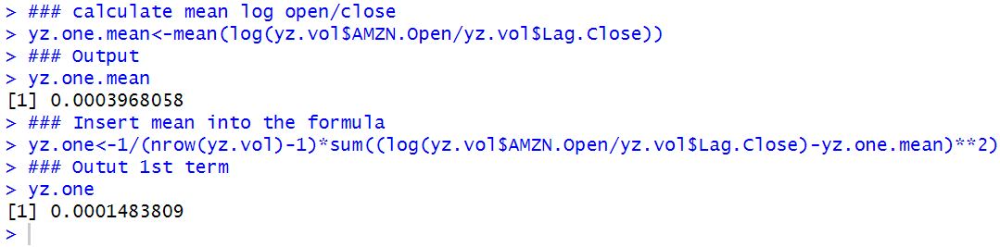 > ### calculate mean log open/close
> yz.one.mean<-mean(log(yz.vol$AMZN.Open/yz.vol$Lag.Close))
> ### Output
> yz.one.mean
[1] 0.0003968058
> ### Insert mean into the formula
> yz.one<-1/(nrow(yz.vol)-1)*sum((log(yz.vol$AMZN.Open/yz.vol$Lag.Close)-yz.one.mean)**2)
> ### Outut 1st term
> yz.one
[1] 0.0001483809
>